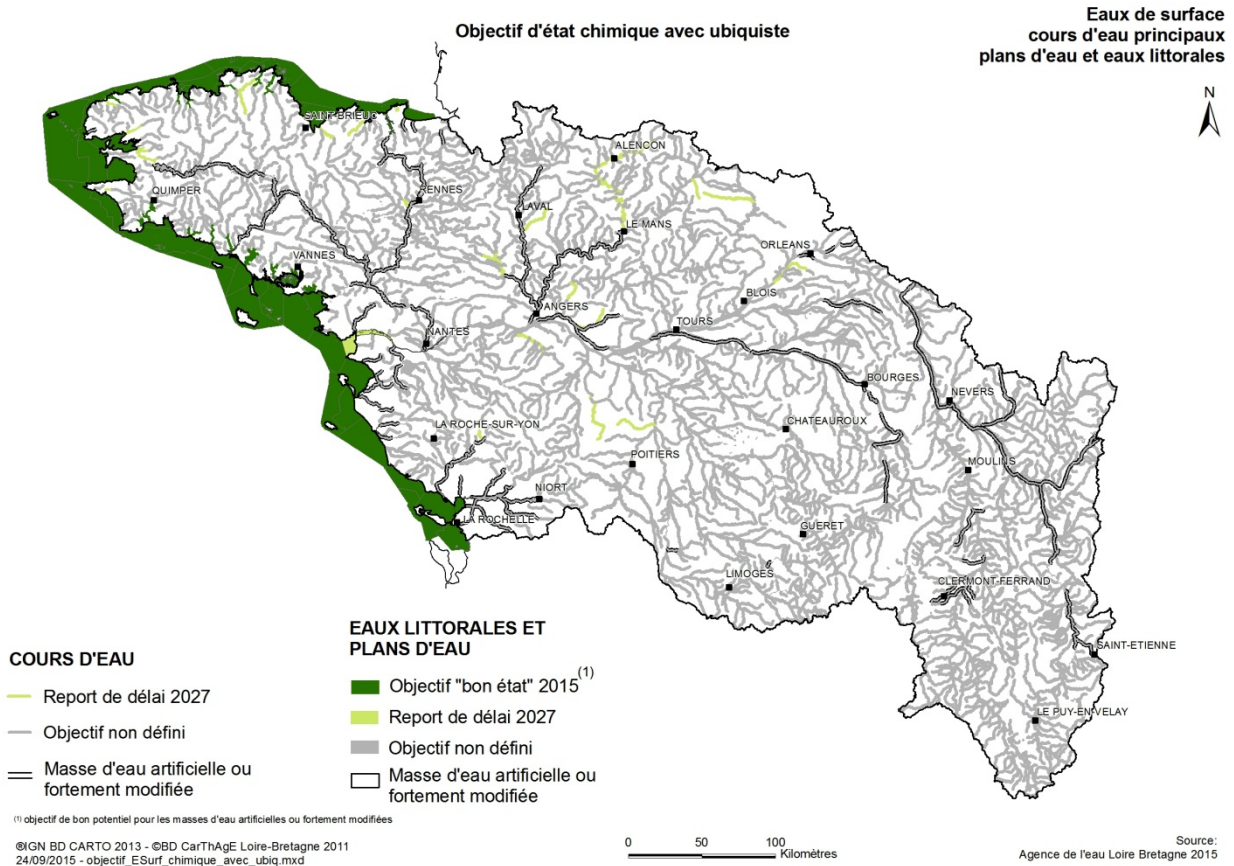 Objectif d'état chimique avec ubiquiste
Eaux de surface
cours d'eau principaux
plans d'eau et eaux littorales
N
SAINT-BRIEUC
ALENCON
QUIMPER
RENNES
LAVAL
LE MANS
ORLEANS
VANNES
BLOIS
ANGERS
TOURS
NANTES
BOURGES
NEVERS
CHATEAUROUX
LA ROCHE-SUR-YON
POITIERS
MOULINS
NIORT
LA ROCHELLE
GUERET
LIMOGES
CLERMONT-FERRAND
SAINT-ETIENNE
LE PUY-EN-VELAY
COURS D'EAU
Report de délai 2027
Objectif non défini
Masse d'eau artificielle ou
fortement modifiée
EAUX LITTORALES ET
PLANS D'EAU
Objectif "bon état" 2015(1)
Report de délai 2027
Objectif non défini
Masse d'eau artificielle ou
fortement modifiée
(1) objectif de bon potentiel pour les masses d'eau artificielles ou fortement modifiées
®IGN BD CARTO 2013 - ©BD CarThAgE Loire-Bretagne 2011
24/09/2015 - objectif_ESurf_chimique_avec_ubiq.mxd
0 50 100
Kilomètres
Source:
Agence de l'eau Loire Bretagne 2015